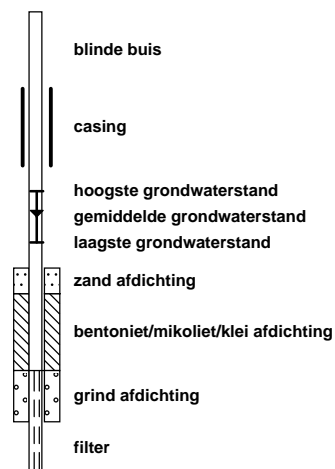 blinde buis
casing
hoogste grondwaterstand
gemiddelde grondwaterstand
laagste grondwaterstand
zand afdichting
bentoniet/mikoliet/klei afdichting
grind afdichting
filter